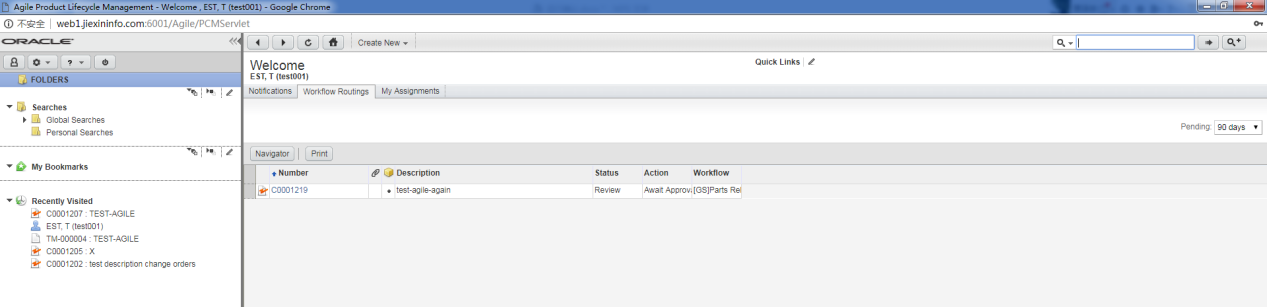 Agile Product Lifecycle Management - Welcome , EST, T (test001) - Google Chrome
不安全 | web1.jiexininfo.com:6001/Agile/PCMServlet
ORACLE
Create New
FOLDERS
Searches
Global Searches
Personal Searches
My Bookmarks
Recently Visited
C0001207 : TEST-AGILE
EST, T (test001)
TM-000004 : TEST-AGILE
C0001205 : X
C0001202 : test description change orders
Welcome
EST, T (test001)
Quick Links
Notifications Workflow Routings My Assignments
Pending: 90 days
Navigator Print
Number Description Status Action Workflow
C0001219 test-agile-again Review Await Approv [GS]Parts Rel